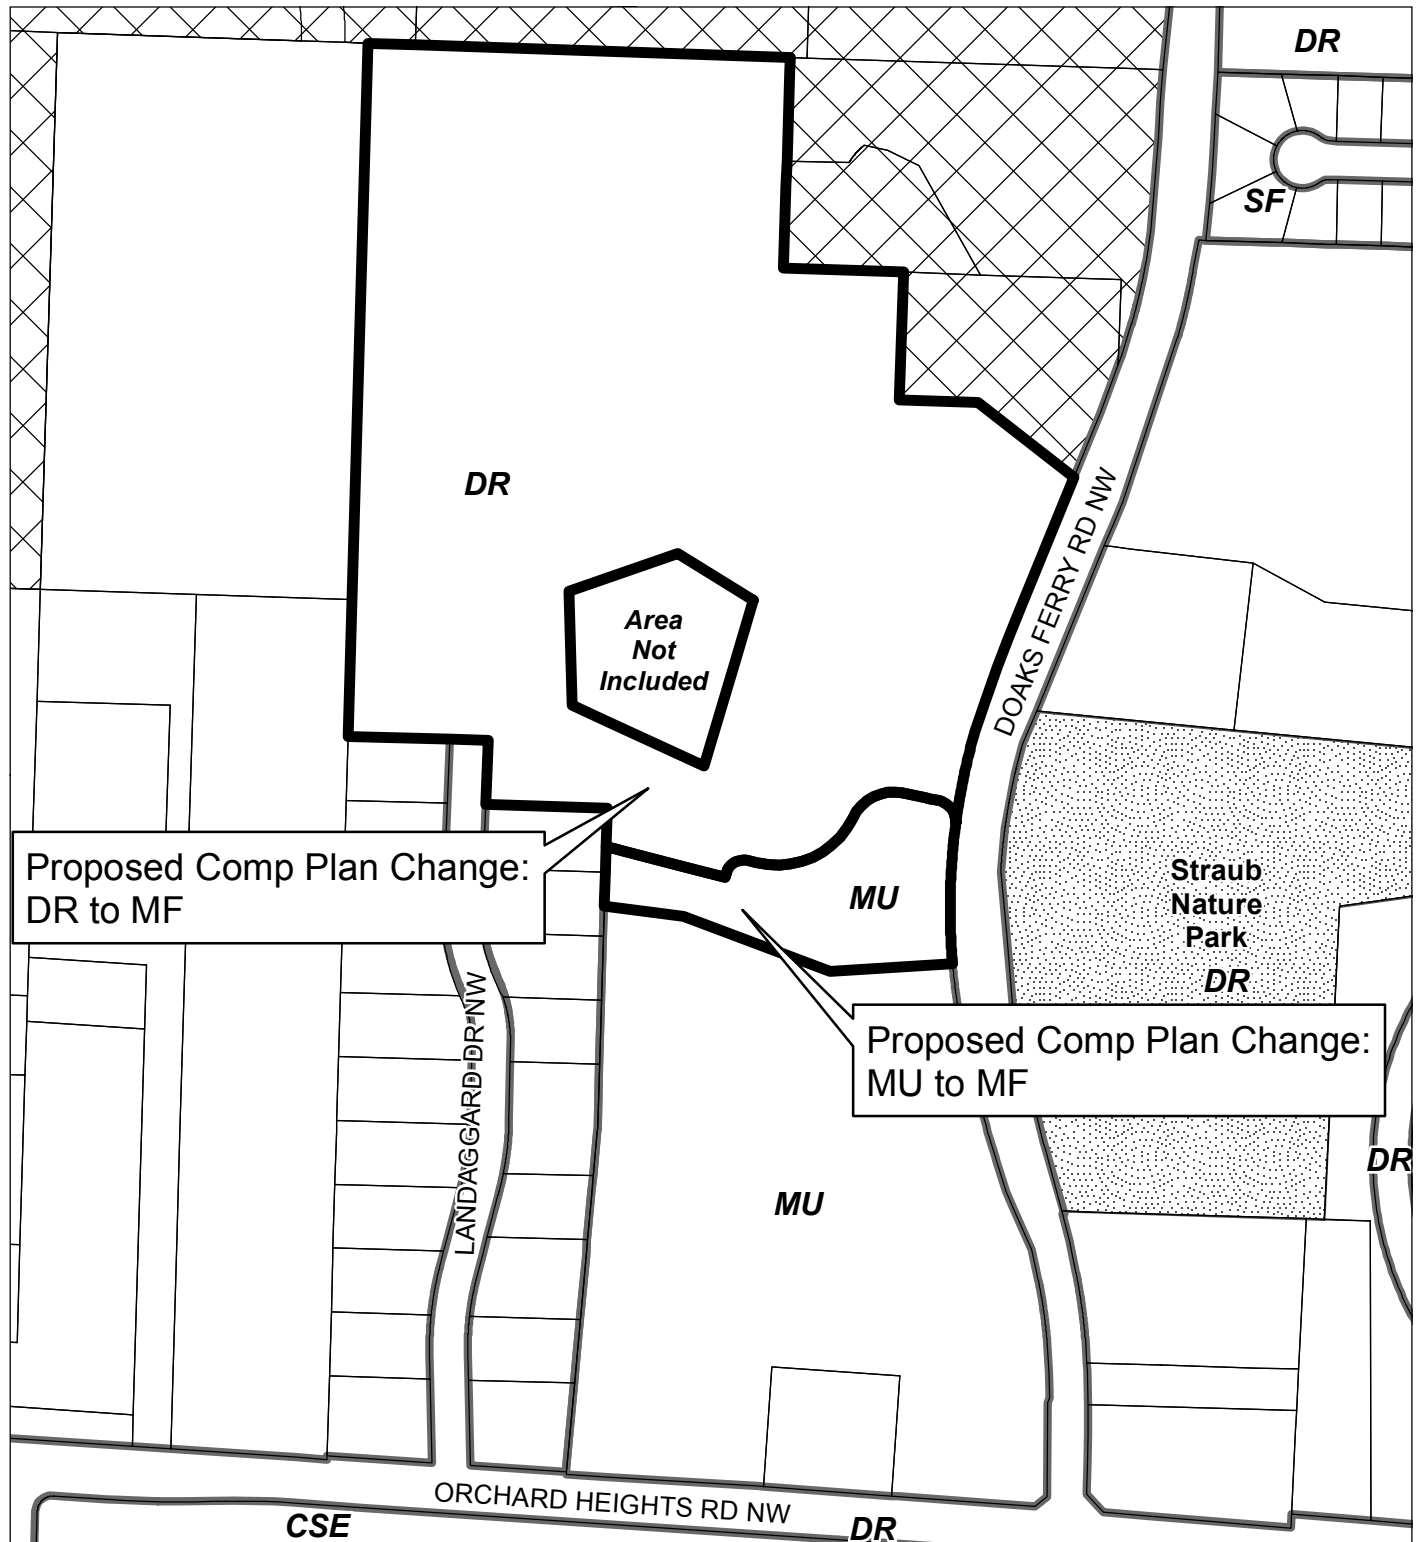 DR
SF
DR
DOAKS FERRY RD NW
Area
Not
Included
Proposed Comp Plan Change:
DR to MF
MU
Straub
Nature
Park
DR
LANDAGGARD DR NW
Proposed Comp Plan Change:
MU to MF
DR
MU
ORCHARD HEIGHTS RD NW
CSE
DR